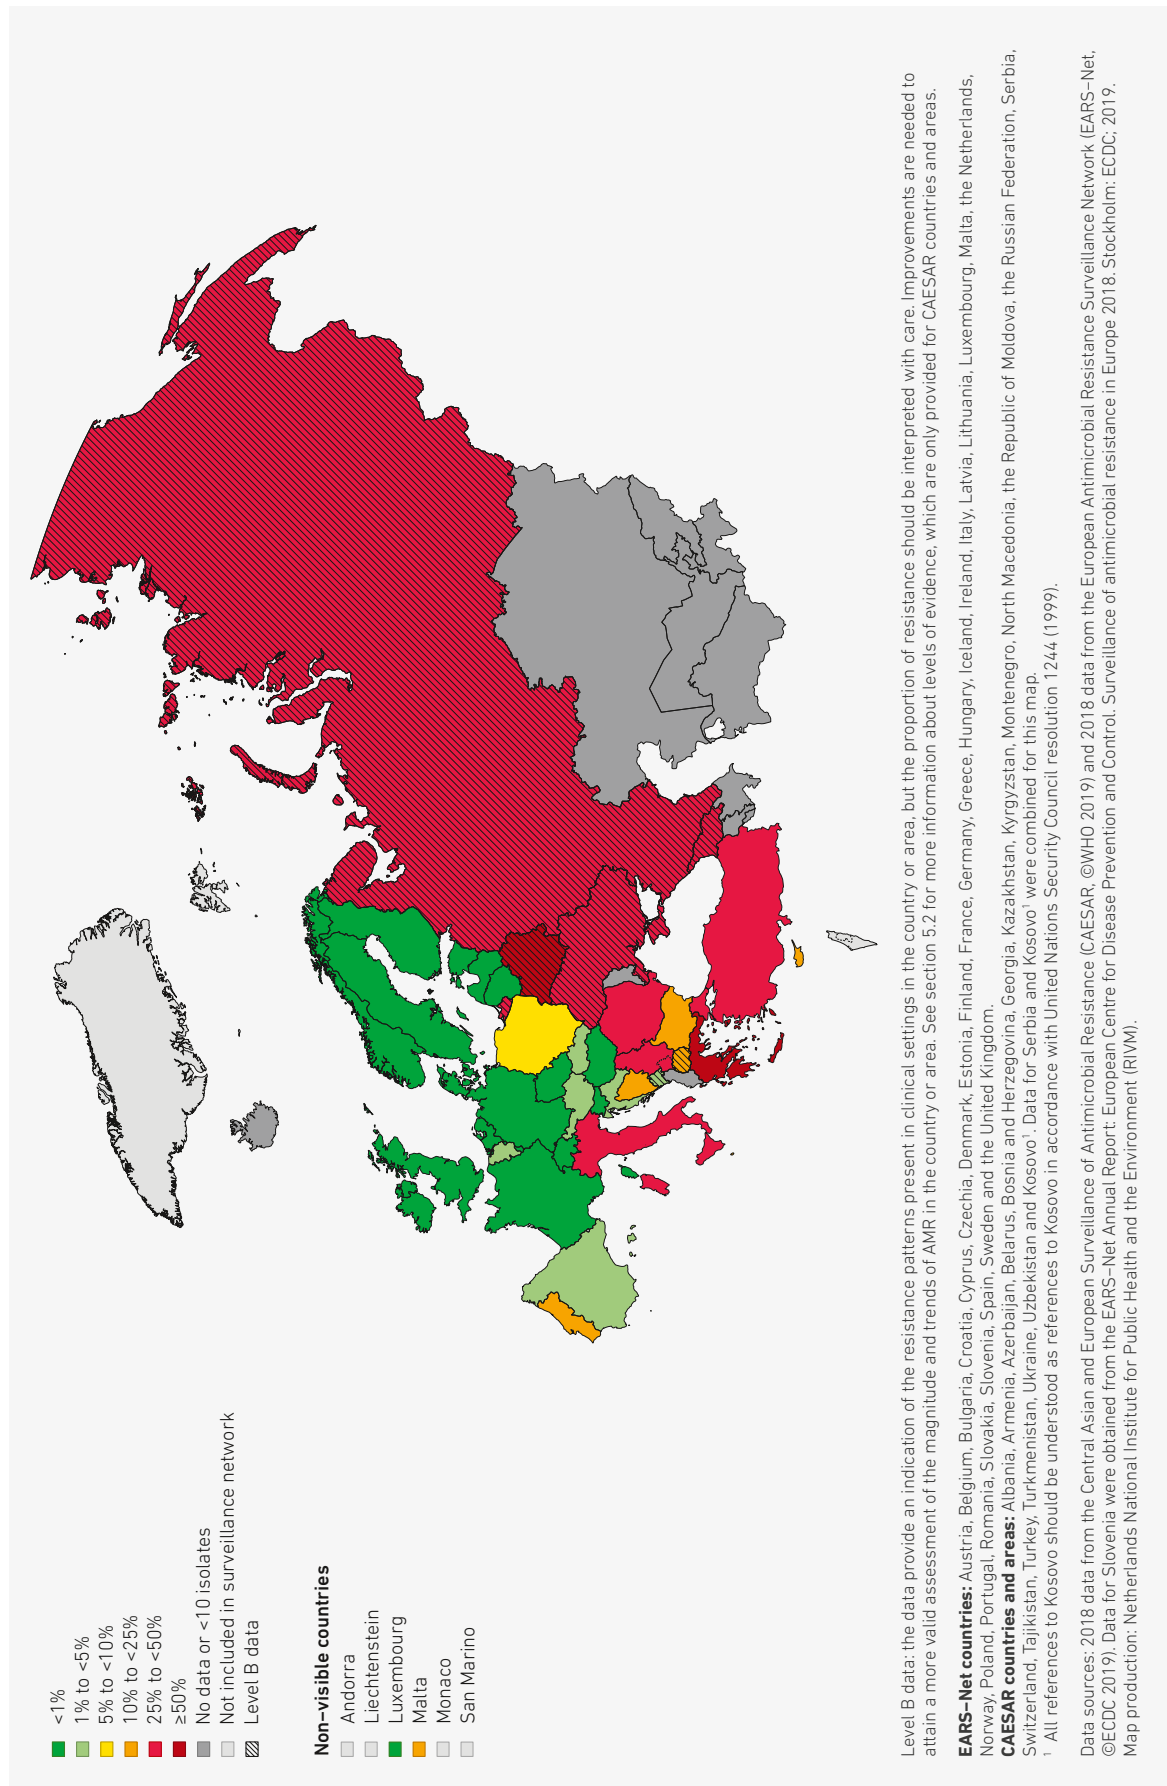 <1%
1% to <5%
5% to <10%
10% to <25%
25% to <50%
≥50%
No data or <10 isolates
Not included in surveillance network
Level B data
Non–visible countries
Andorra
Liechtenstein
Luxembourg
Malta
Monaco
San Marino
Level B data: the data provide an indication of the resistance patterns present in clinical settings in the country or area, but the proportion of resistance should be interpreted with care. Improvements are needed to
attain a more valid assessment of the magnitude and trends of AMR in the country or area. See section 5.2 for more information about levels of evidence, which are only provided for CAESAR countries and areas.
EARS–Net countries: Austria, Belgium, Bulgaria, Croatia, Cyprus, Czechia, Denmark, Estonia, Finland, France, Germany, Greece, Hungary, Iceland, Ireland, Italy, Latvia, Lithuania, Luxembourg, Malta, the Netherlands,
Norway, Poland, Portugal, Romania, Slovakia, Slovenia, Spain, Sweden and the United Kingdom.
CAESAR countries and areas: Albania, Armenia, Azerbaijan, Belarus, Bosnia and Herzegovina, Georgia, Kazakhstan, Kyrgyzstan, Montenegro, North Macedonia, the Republic of Moldova, the Russian Federation, Serbia,
Switzerland, Tajikistan, Turkey, Turkmenistan, Ukraine, Uzbekistan and Kosovo¹. Data for Serbia and Kosovo¹ were combined for this map.
¹ All references to Kosovo should be understood as references to Kosovo in accordance with United Nations Security Council resolution 1244 (1999).
Data sources: 2018 data from the Central Asian and European Surveillance of Antimicrobial Resistance (CAESAR, ©WHO 2019) and 2018 data from the European Antimicrobial Resistance Surveillance Network (EARS–Net,
©ECDC 2019). Data for Slovenia were obtained from the EARS–Net Annual Report: European Centre for Disease Prevention and Control. Surveillance of antimicrobial resistance in Europe 2018. Stockholm: ECDC; 2019.
Map production: Netherlands National Institute for Public Health and the Environment (RIVM).